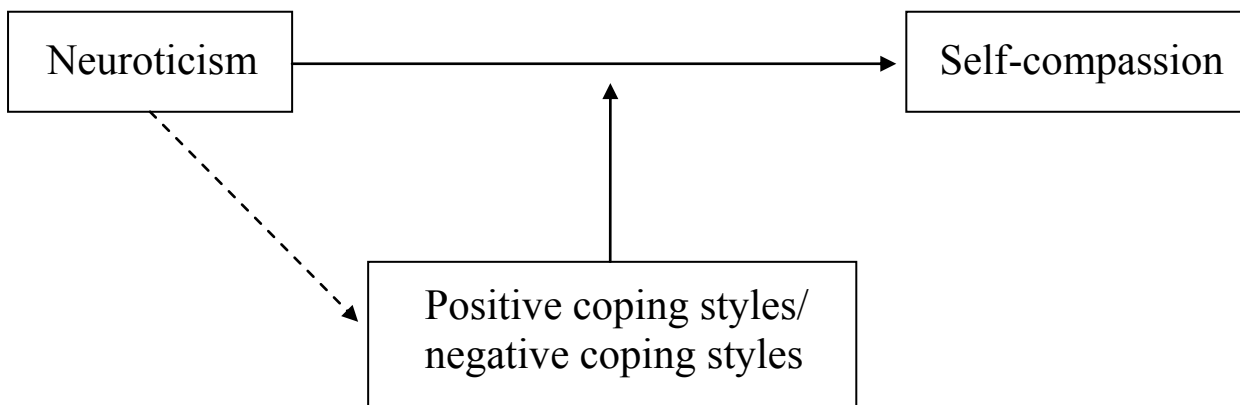 Neuroticism
Self-compassion
Positive coping styles/
negative coping styles